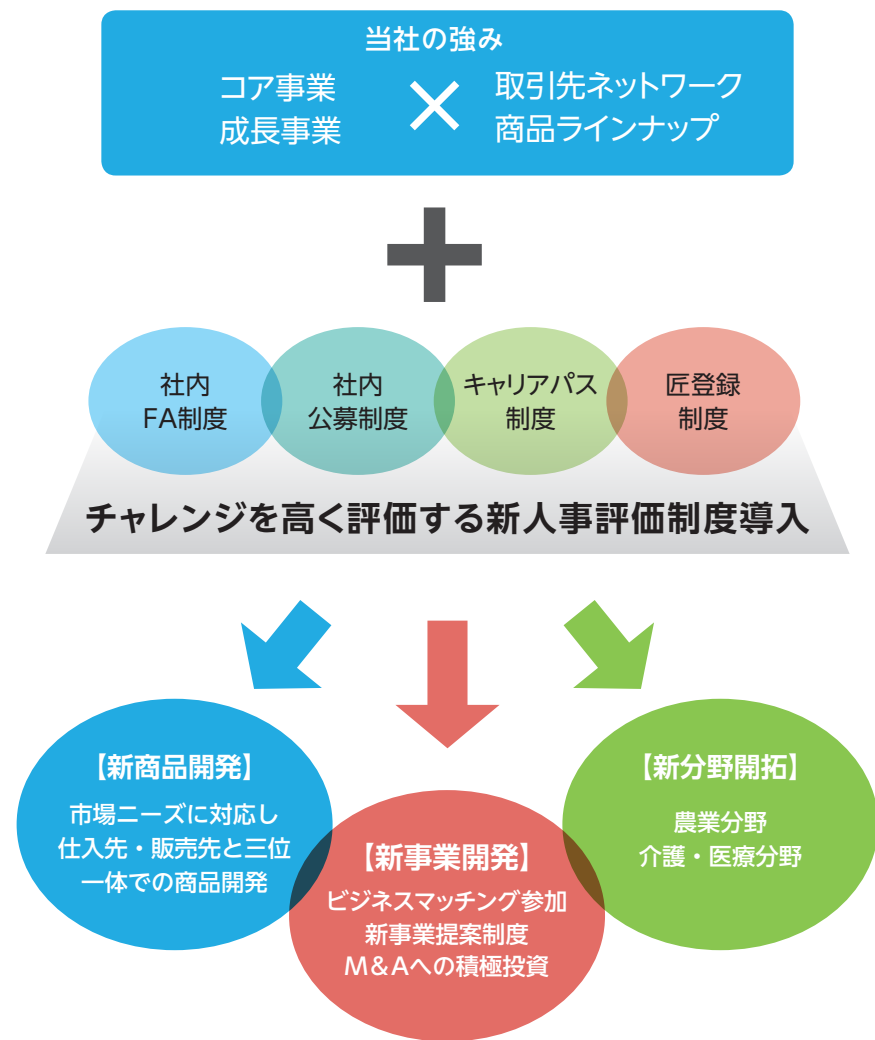 当社の強み
コア事業
成長事業
×
取引先ネットワーク
商品ラインナップ
+
社内
FA制度
社内
公募制度
キャリアパス
制度
匠登録
制度
チャレンジを高く評価する新人事評価制度導入
【新商品開発】
市場ニーズに対応し
仕入先・販売先と三位
一体での商品開発
【新事業開発】
ビジネスマッチング参加
新事業提案制度
M&Aへの積極投資
【新分野開拓】
農業分野
介護・医療分野